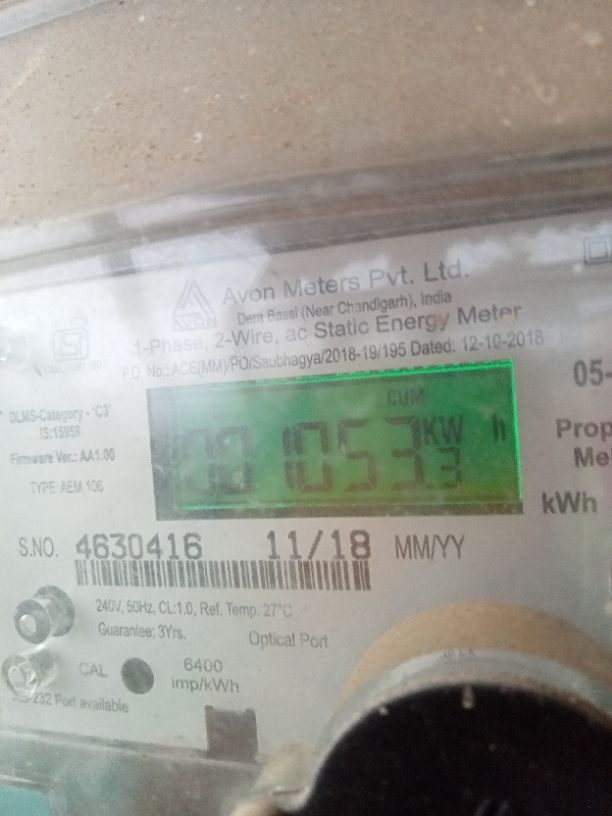 Avon Meters Pvt. Ltd.
AVON
Dera Bassi (Near Chandigarh), India
1-Phase, 2-Wire, ac Static Energy Meter
P.O. No.:ACE(MM)/PO/Saubhagya/2018-19/195 Dated: 12-10-2018
DLMS-Category - 'C3'
IS:15959
Firmware Ver.: AA1.00
TYPE AEM 106
CUM
001053.3 KW h
05-
Prop
Me
kWh
S.NO. 4630416 11/18 MM/YY
240V, 50Hz, CL:1.0, Ref. Temp. 27°C
Guarantee: 3Yrs.
Optical Port
CAL
6400
imp/kWh
RS-232 Port available